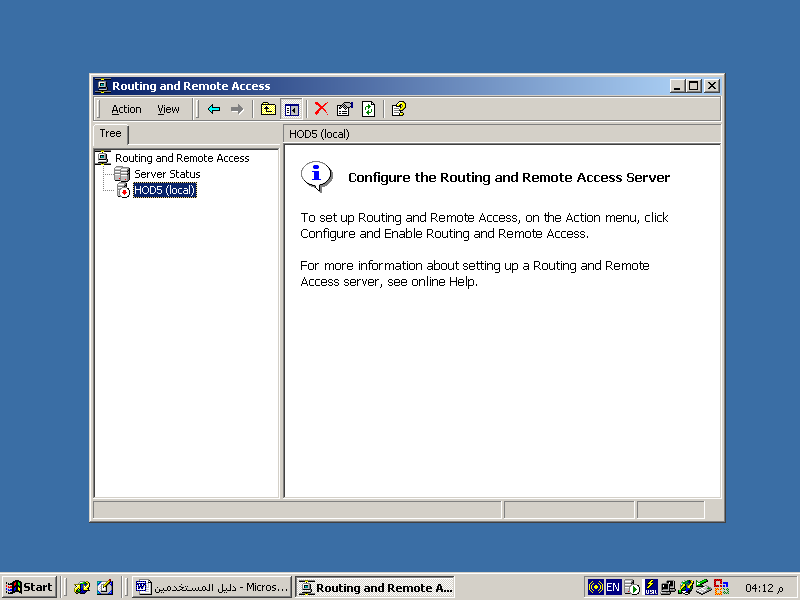 Routing and Remote Access
Action View
Tree
HOD5 (local)
Routing and Remote Access
Server Status
HOD5 (local)
Configure the Routing and Remote Access Server
To set up Routing and Remote Access, on the Action menu, click
Configure and Enable Routing and Remote Access.
For more information about setting up a Routing and Remote
Access server, see online Help.
Start
دليل المستخدمين - Micros...
Routing and Remote A...
EN
04:12 م